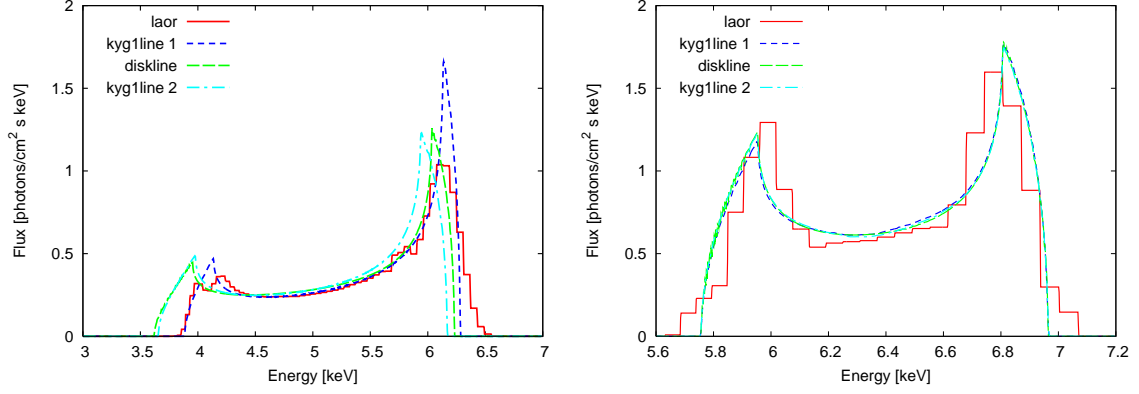 laor
kyg1line 1
diskline
kyg1line 2
Flux [photons/cm² s keV]
2
1.5
1
0.5
0
3
3.5
4
4.5
5
5.5
6
6.5
7
Energy [keV]
laor
kyg1line 1
diskline
kyg1line 2
Flux [photons/cm² s keV]
2
1.5
1
0.5
0
5.6
5.8
6
6.2
6.4
6.6
6.8
7
7.2
Energy [keV]